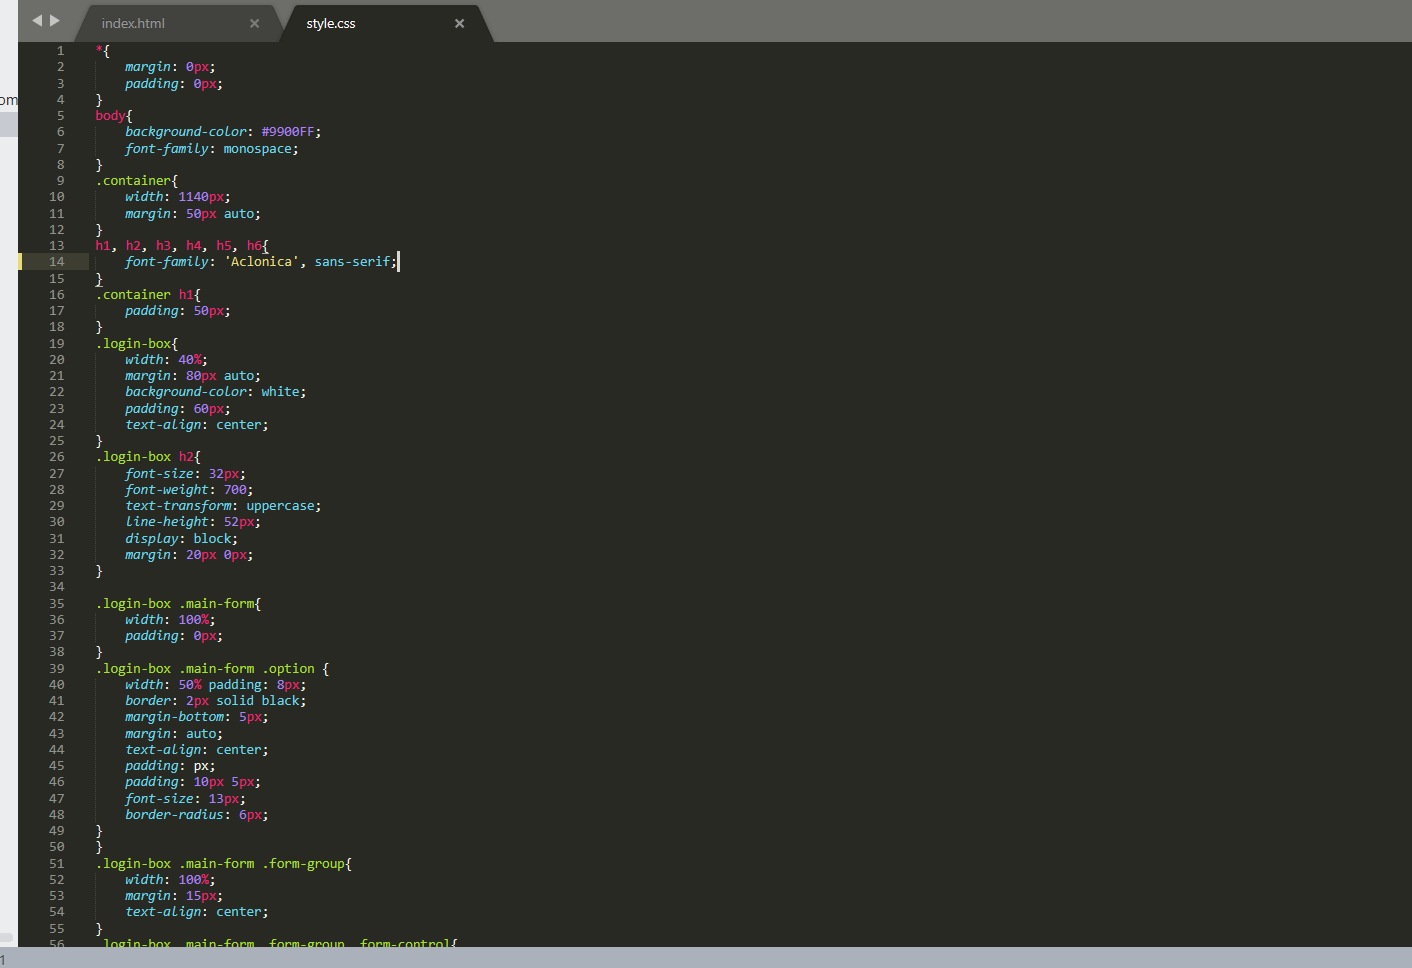 index.html × style.css ×
om
1 *{
2 margin: 0px;
3 padding: 0px;
4 }
5 body{
6 background-color: #9900FF;
7 font-family: monospace;
8 }
9 .container{
10 width: 1140px;
11 margin: 50px auto;
12 }
13 h1, h2, h3, h4, h5, h6{
14 font-family: 'Aclonica', sans-serif;
15 }
16 .container h1{
17 padding: 50px;
18 }
19 .login-box{
20 width: 40%;
21 margin: 80px auto;
22 background-color: white;
23 padding: 60px;
24 text-align: center;
25 }
26 .login-box h2{
27 font-size: 32px;
28 font-weight: 700;
29 text-transform: uppercase;
30 line-height: 52px;
31 display: block;
32 margin: 20px 0px;
33 }
34
35 .login-box .main-form{
36 width: 100%;
37 padding: 0px;
38 }
39 .login-box .main-form .option {
40 width: 50% padding: 8px;
41 border: 2px solid black;
42 margin-bottom: 5px;
43 margin: auto;
44 text-align: center;
45 padding: px;
46 padding: 10px 5px;
47 font-size: 13px;
48 border-radius: 6px;
49 }
50 }
51 .login-box .main-form .form-group{
52 width: 100%;
53 margin: 15px;
54 text-align: center;
55 }
56 .login-box .main-form .form-group .form-control{
1